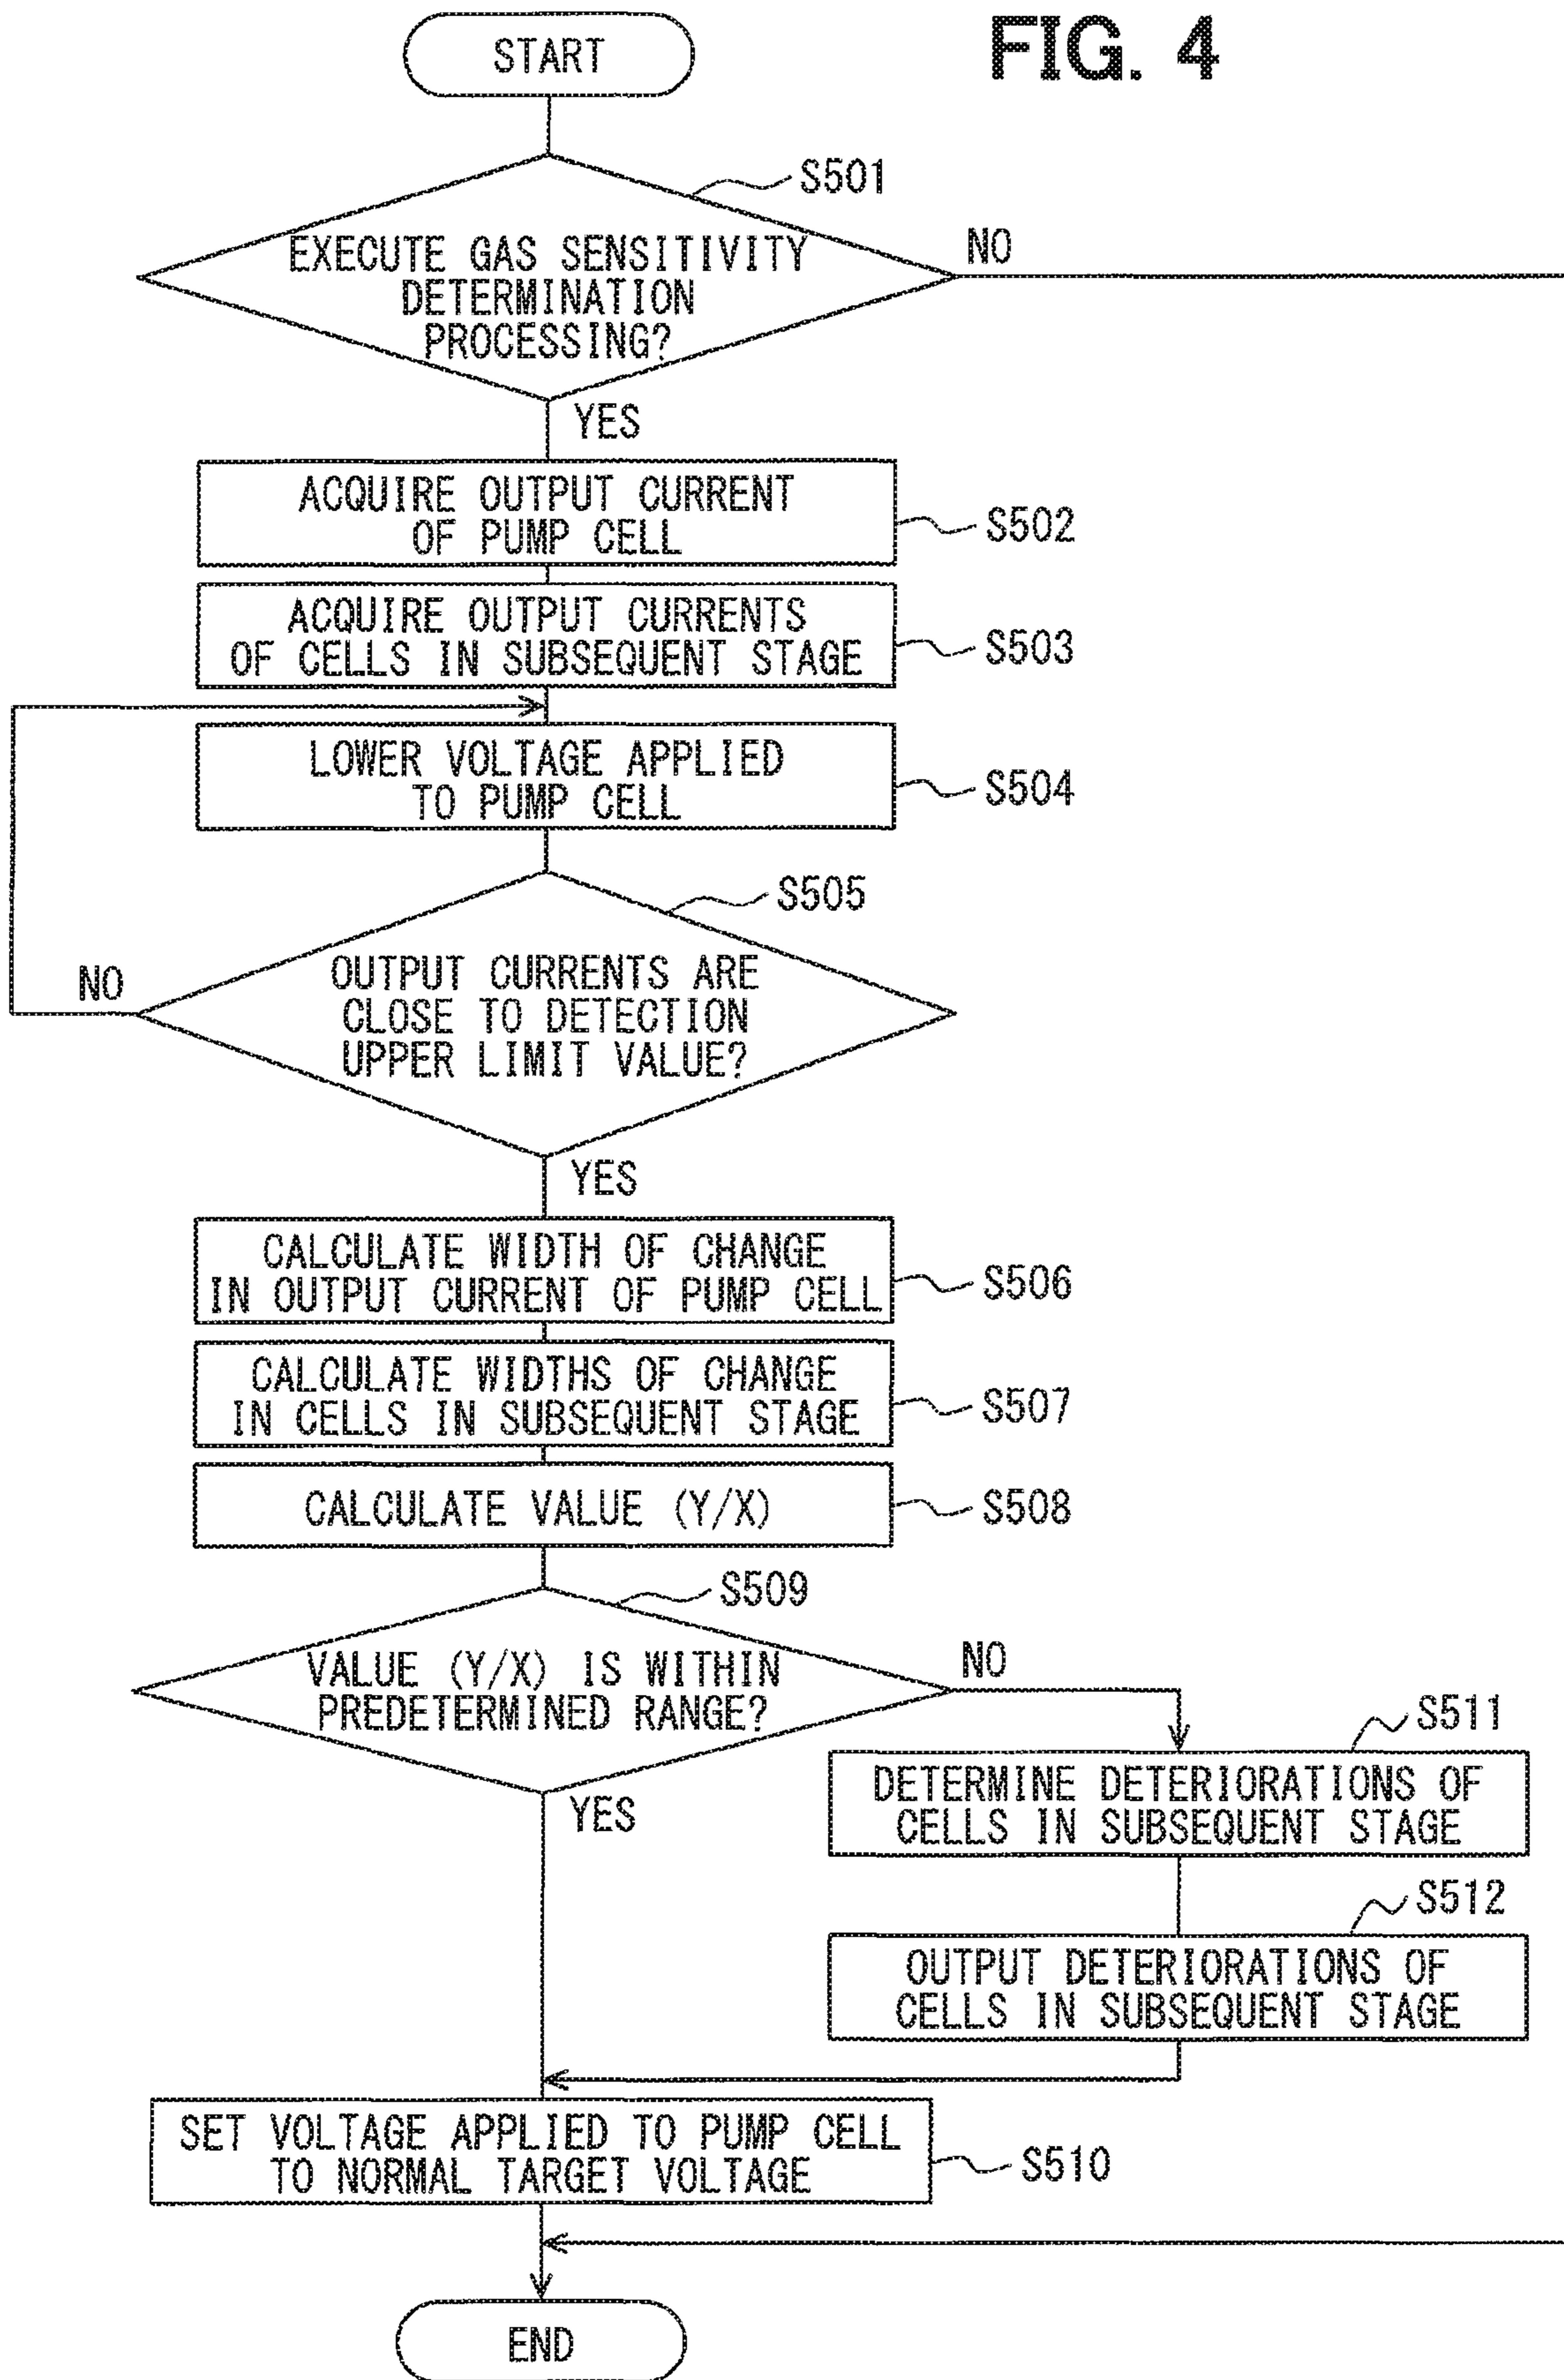 FIG. 4
START
S501
EXECUTE GAS SENSITIVITY
DETERMINATION
PROCESSING?
NO
YES
ACQUIRE OUTPUT CURRENT
OF PUMP CELL
S502
ACQUIRE OUTPUT CURRENTS
OF CELLS IN SUBSEQUENT STAGE
S503
LOWER VOLTAGE APPLIED
TO PUMP CELL
S504
S505
OUTPUT CURRENTS ARE
CLOSE TO DETECTION
UPPER LIMIT VALUE?
NO
YES
CALCULATE WIDTH OF CHANGE
IN OUTPUT CURRENT OF PUMP CELL
S506
CALCULATE WIDTHS OF CHANGE
IN CELLS IN SUBSEQUENT STAGE
S507
CALCULATE VALUE (Y/X)
S508
S509
VALUE (Y/X) IS WITHIN
PREDETERMINED RANGE?
NO
YES
S511
DETERMINE DETERIORATIONS OF
CELLS IN SUBSEQUENT STAGE
S512
OUTPUT DETERIORATIONS OF
CELLS IN SUBSEQUENT STAGE
SET VOLTAGE APPLIED TO PUMP CELL
TO NORMAL TARGET VOLTAGE
S510
END